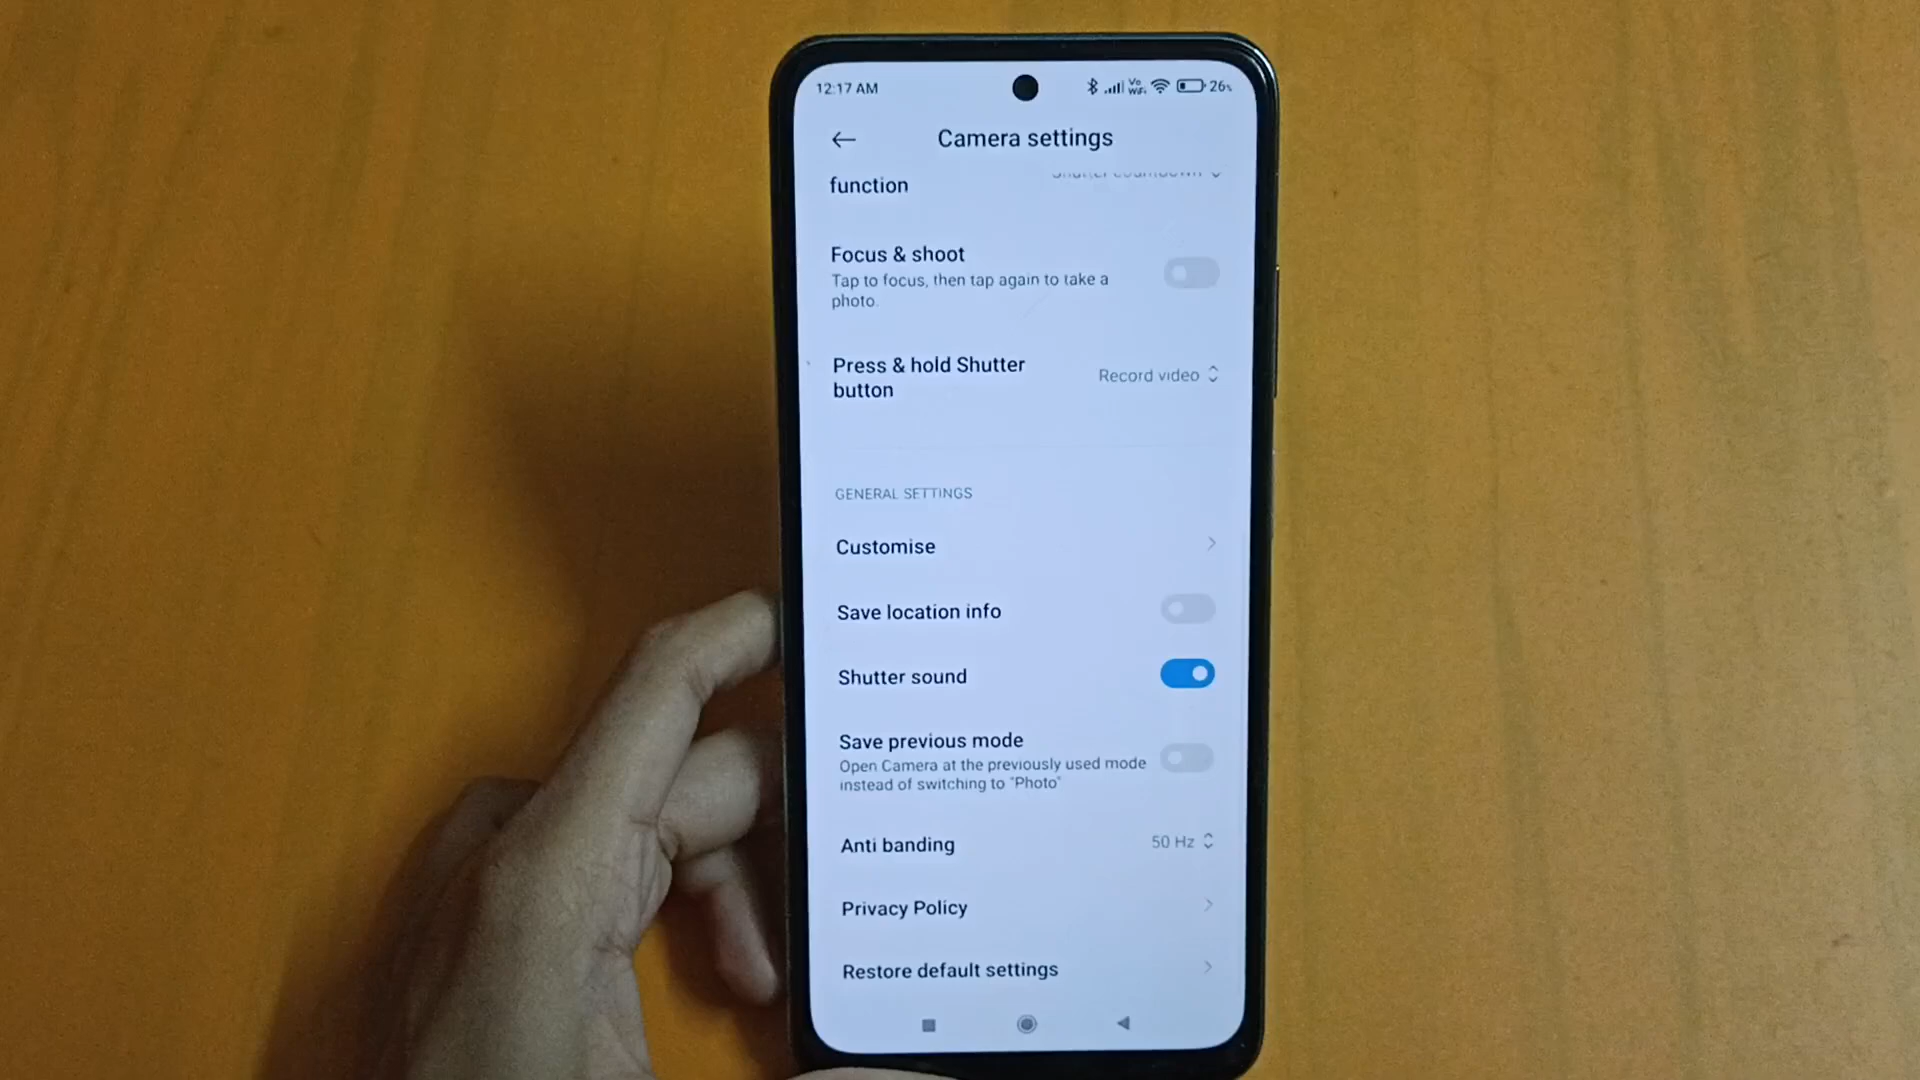 12:17 AM
Vo
WiFi
26%
Camera settings
function
Focus & shoot
Tap to focus, then tap again to take a
photo.
Press & hold Shutter
button
Record video
GENERAL SETTINGS
Customise
Save location info
Shutter sound
Save previous mode
Open Camera at the previously used mode
instead of switching to "Photo"
Anti banding
50 Hz
Privacy Policy
Restore default settings